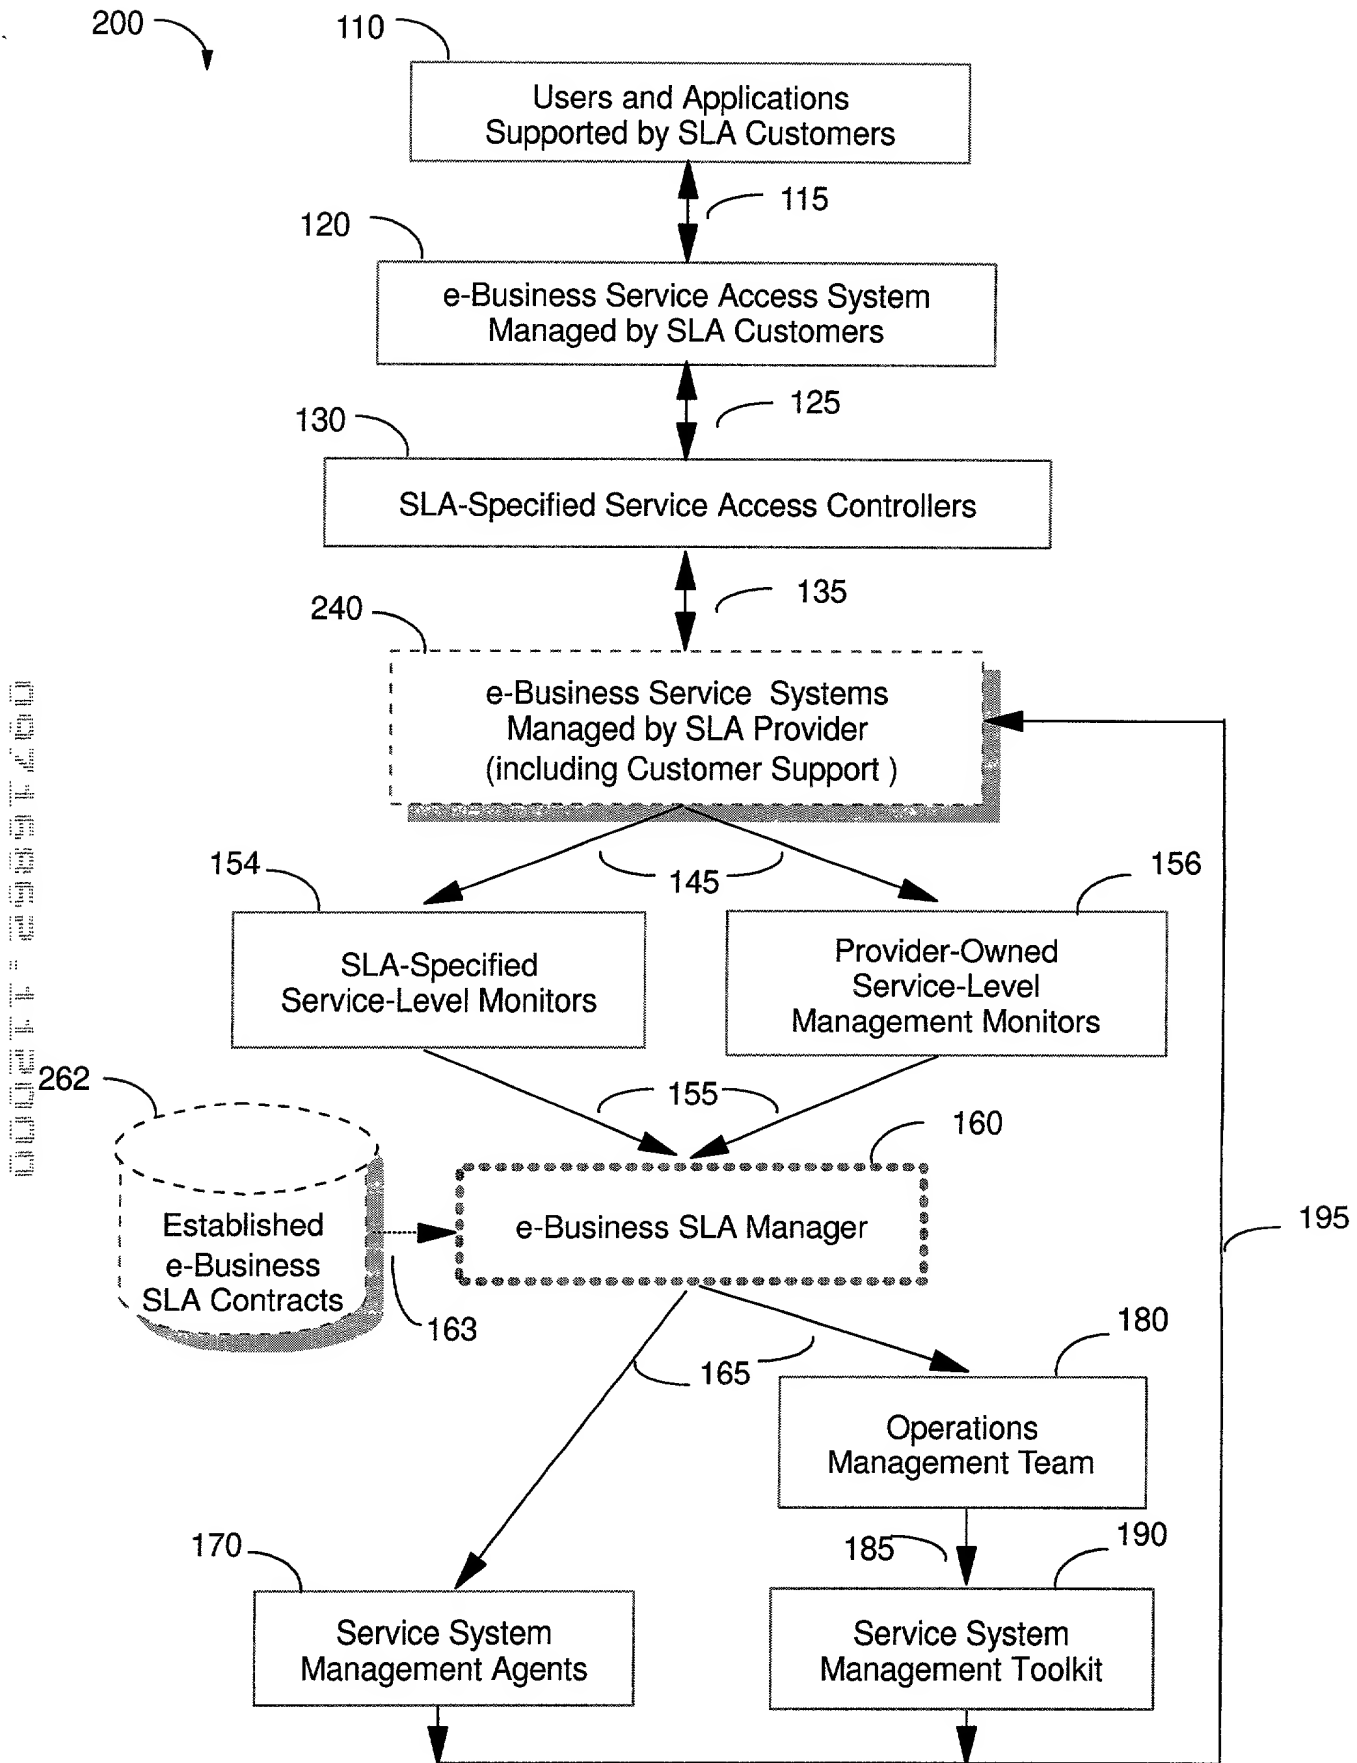 200
110
Users and Applications
Supported by SLA Customers
115
120
e-Business Service Access System
Managed by SLA Customers
125
130
SLA-Specified Service Access Controllers
135
240
e-Business Service Systems
Managed by SLA Provider
(including Customer Support )
154
145
156
SLA-Specified
Service-Level Monitors
Provider-Owned
Service-Level
Management Monitors
262
155
160
Established
e-Business
SLA Contracts
e-Business SLA Manager
195
163
165
180
Operations
Management Team
170
185
190
Service System
Management Agents
Service System
Management Toolkit